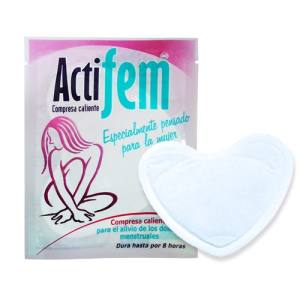 Actifem
Compresa caliente
Especialmente pensado
para la mujer
Compresa caliente
para el alivio de los
menstruales
Dura hasta por 8 horas